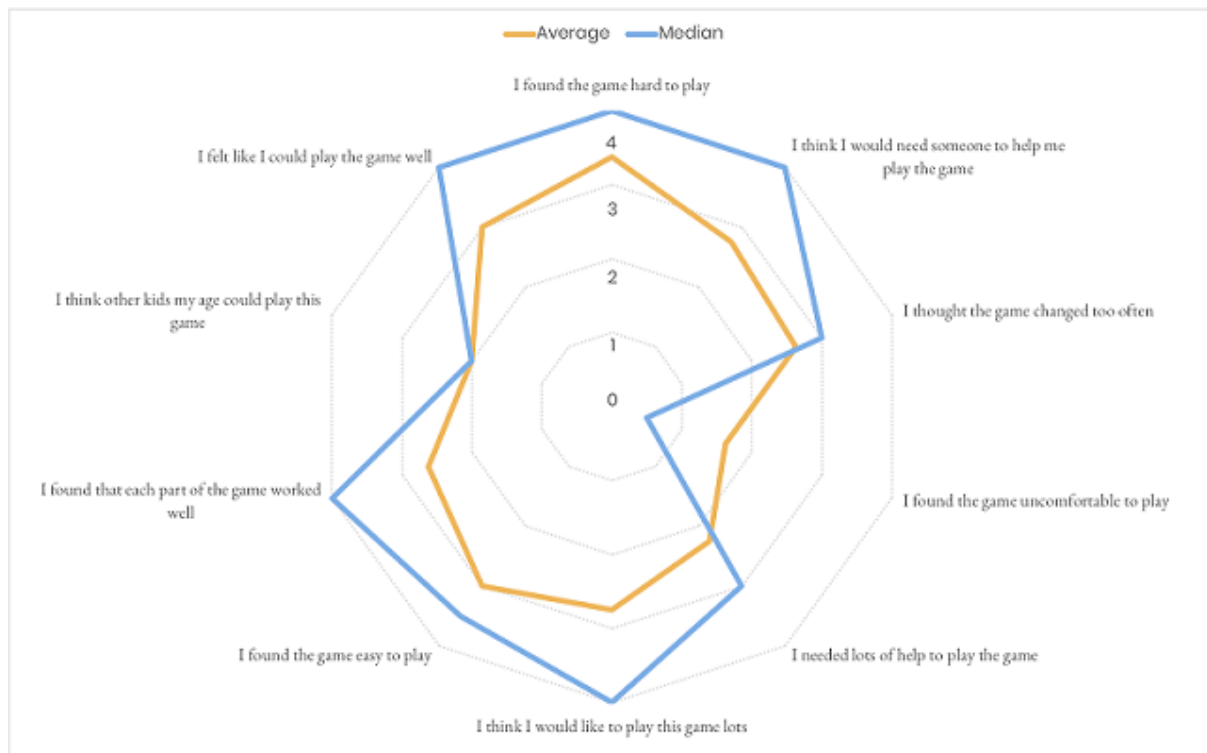 Average Median
I found the game hard to play
I think I would need someone to help me
play the game
I thought the game changed too often
I found the game uncomfortable to play
I needed lots of help to play the game
I think I would like to play this game lots
I found the game easy to play
I found that each part of the game worked
well
I think other kids my age could play this
game
I felt like I could play the game well
4
3
2
1
0